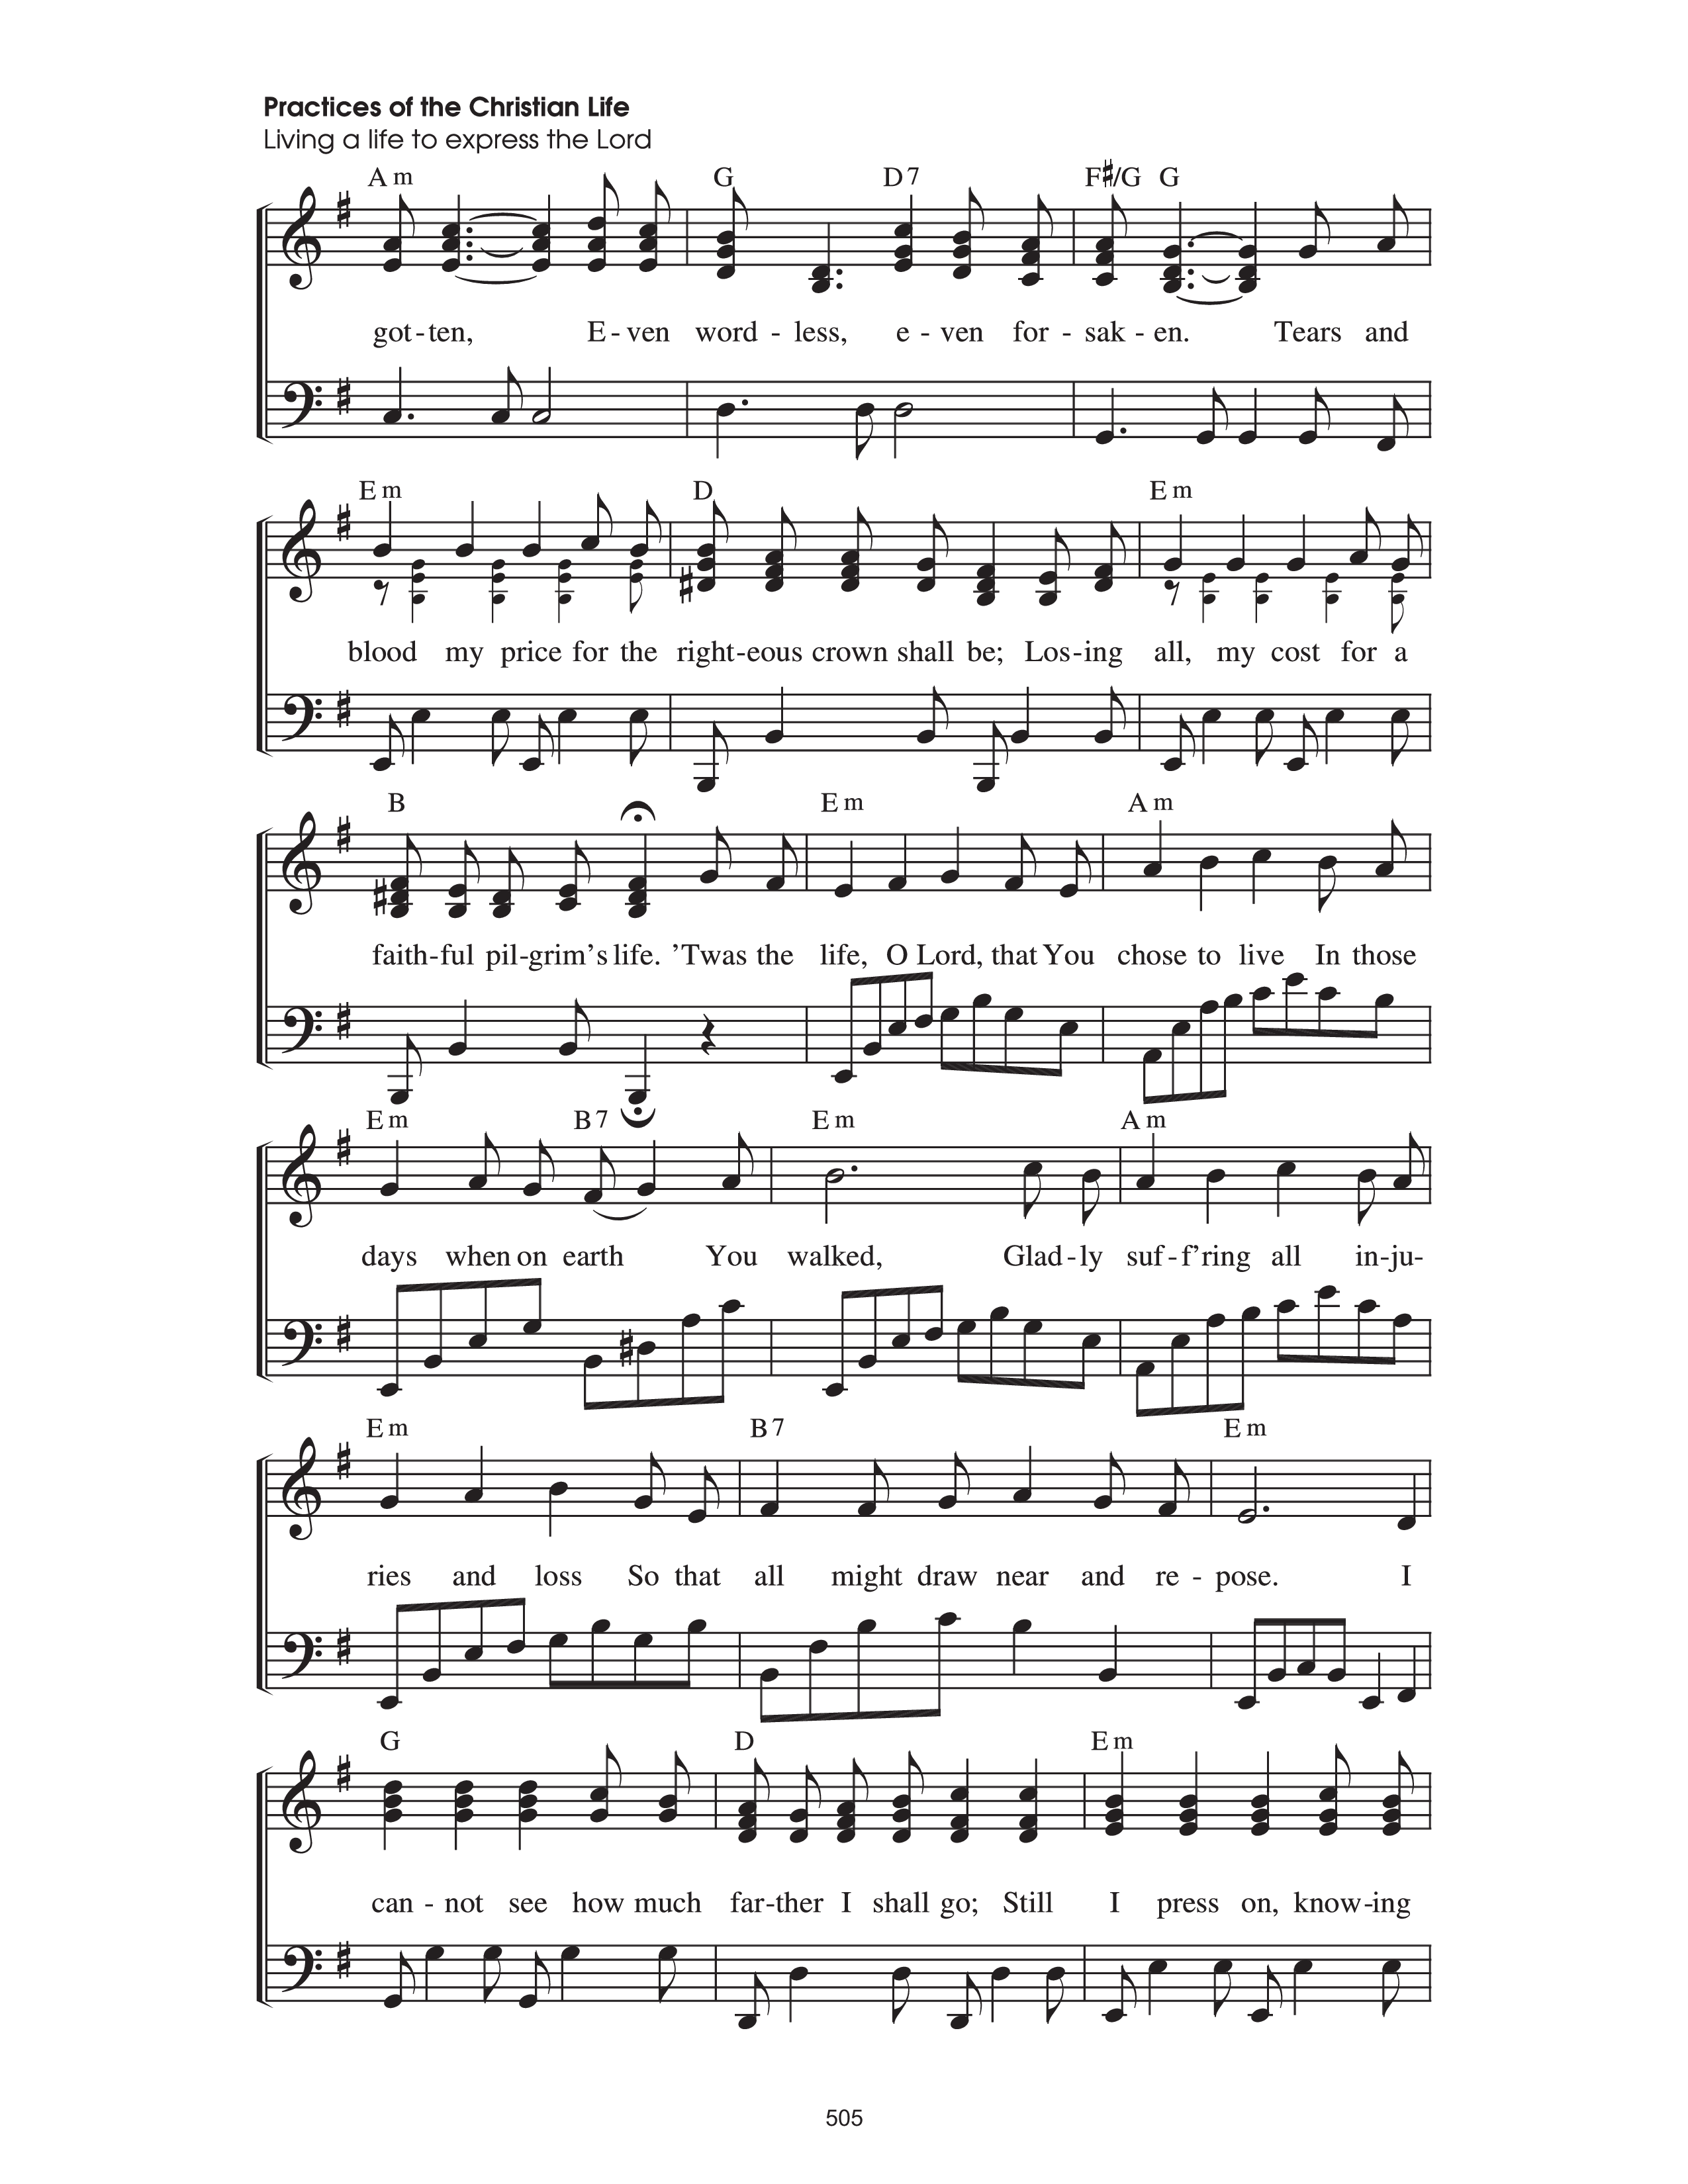 Practices of the Christian Life
Living a life to express the Lord
Am G D7 F#/G G
got-ten, E-ven word - less, e - ven for - sak - en. Tears and
Em D Em
blood my price for the right-eous crown shall be; Los-ing all, my cost for a
B Em Am
faith-ful pil-grim's life. 'Twas the life, O Lord, that You chose to live In those
Em B7 Em Am
days when on earth You walked, Glad-ly suf-f'ring all in-ju-
Em B7 Em
ries and loss So that all might draw near and re - pose. I
G D Em
can - not see how much far-ther I shall go; Still I press on, know-ing
505